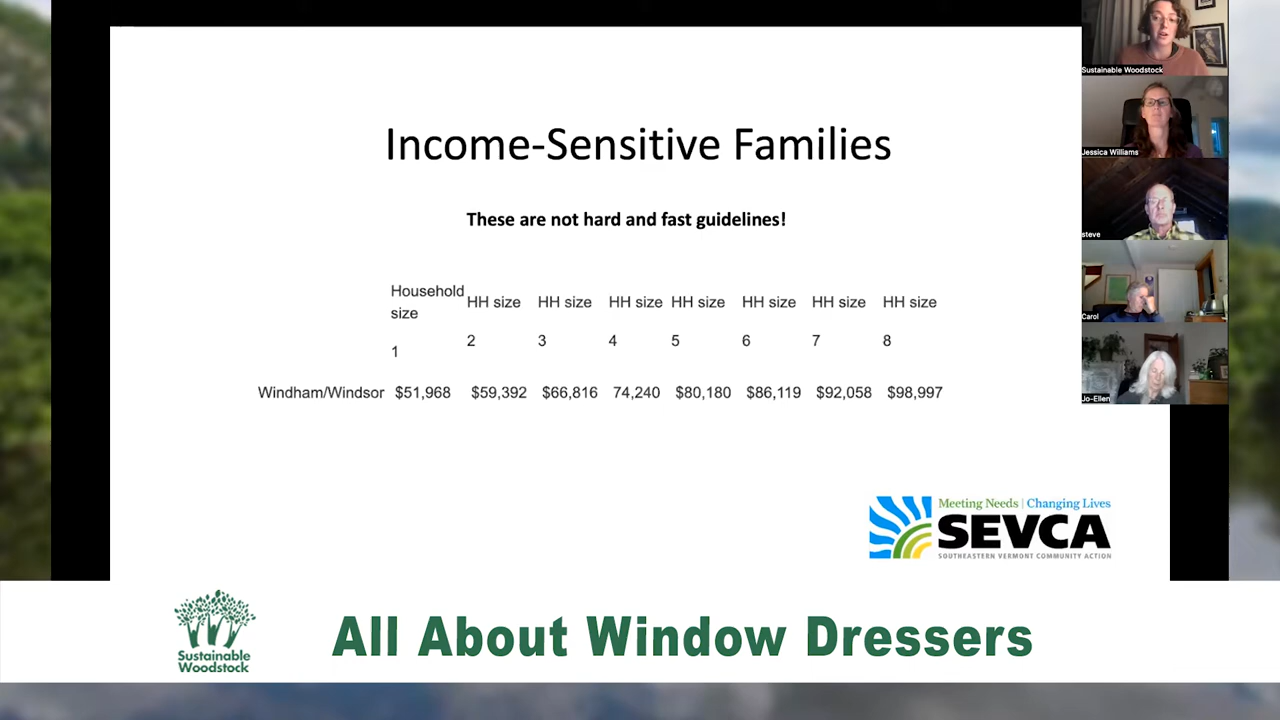 Income-Sensitive Families
These are not hard and fast guidelines!
Household size HH size HH size HH size HH size HH size HH size HH size
1 2 3 4 5 6 7 8
Windham/Windsor $51,968 $59,392 $66,816 74,240 $80,180 $86,119 $92,058 $98,997
Meeting Needs | Changing Lives
SEVCA
SOUTHEASTERN VERMONT COMMUNITY ACTION
Sustainable Woodstock
Jessica Williams
steve
Carol
Jo-Ellen
Sustainable
Woodstock
All About Window Dressers